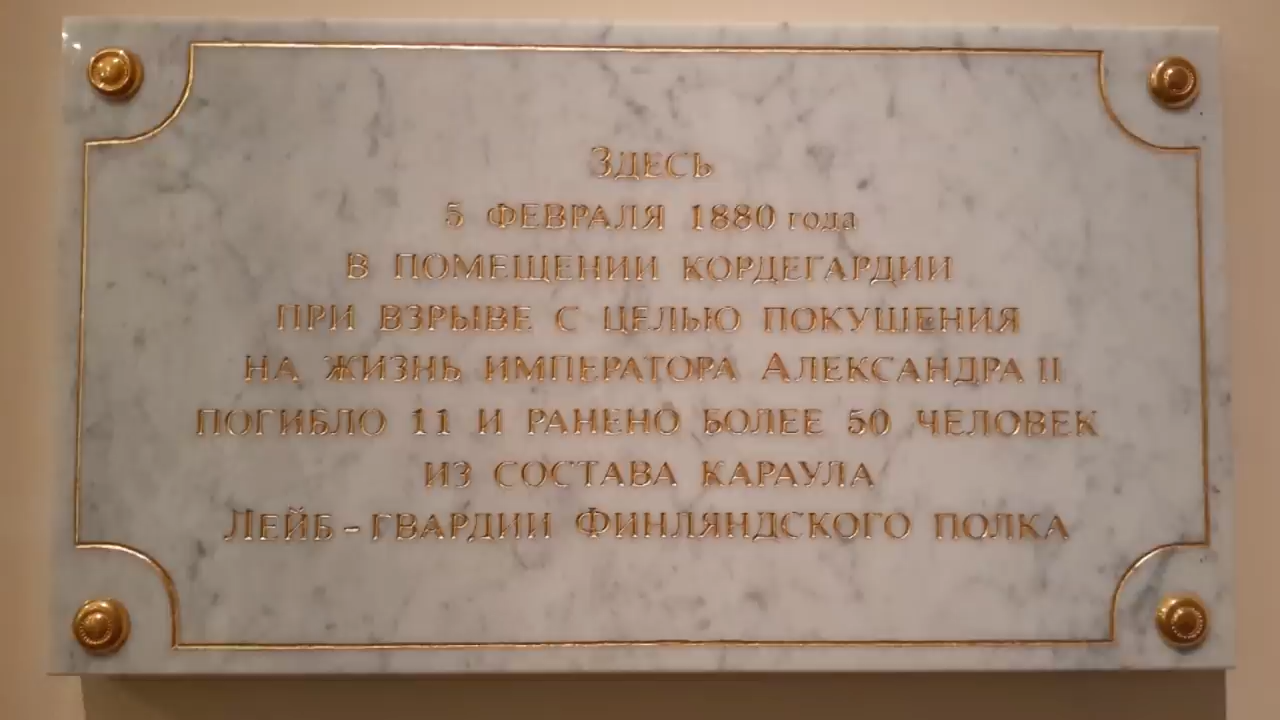 Здесь
5 ФЕВРАЛЯ 1880 года
В ПОМЕЩЕНИИ КОРДЕГАРДИИ
ПРИ ВЗРЫВЕ С ЦЕЛЬЮ ПОКУШЕНИЯ
НА ЖИЗНЬ ИМПЕРАТОРА АЛЕКСАНДРА II
ПОГИБЛО 11 И РАНЕНО БОЛЕЕ 50 ЧЕЛОВЕК
ИЗ СОСТАВА КАРАУЛА
ЛЕЙБ-ГВАРДИИ ФИНЛЯНДСКОГО ПОЛКА